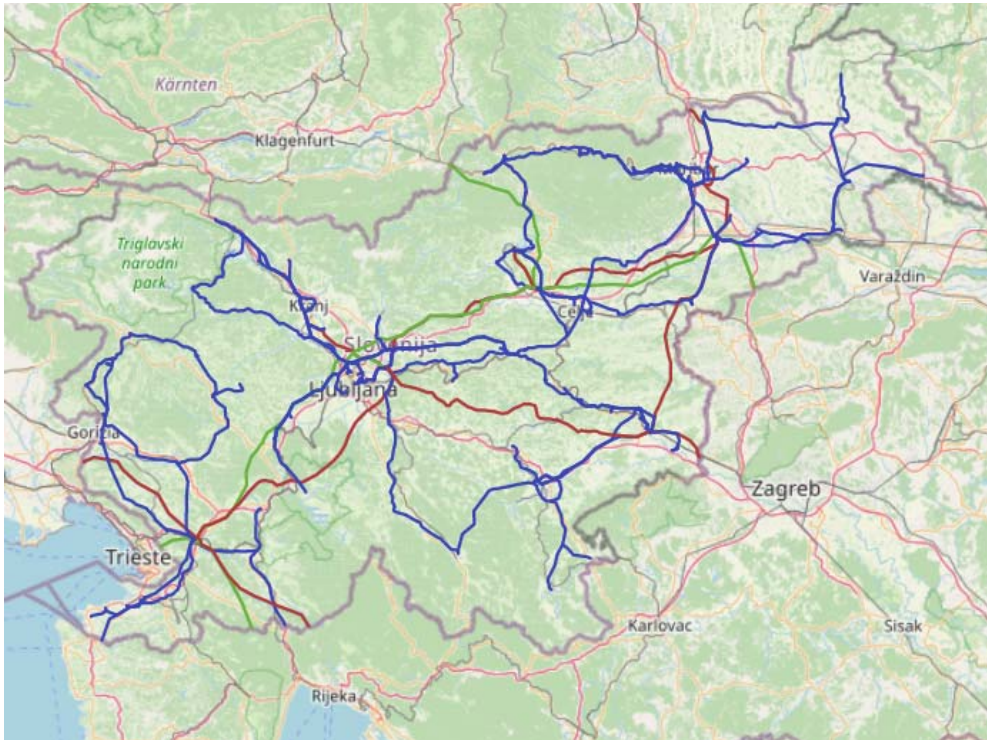 Kärnten
Klagenfurt
Triglavski
narodni
park
Varaždin
Kranj
Celje
Slovenija
Ljubljana
Gorizia
Zagreb
Trieste
Karlovac
Sisak
Rijeka